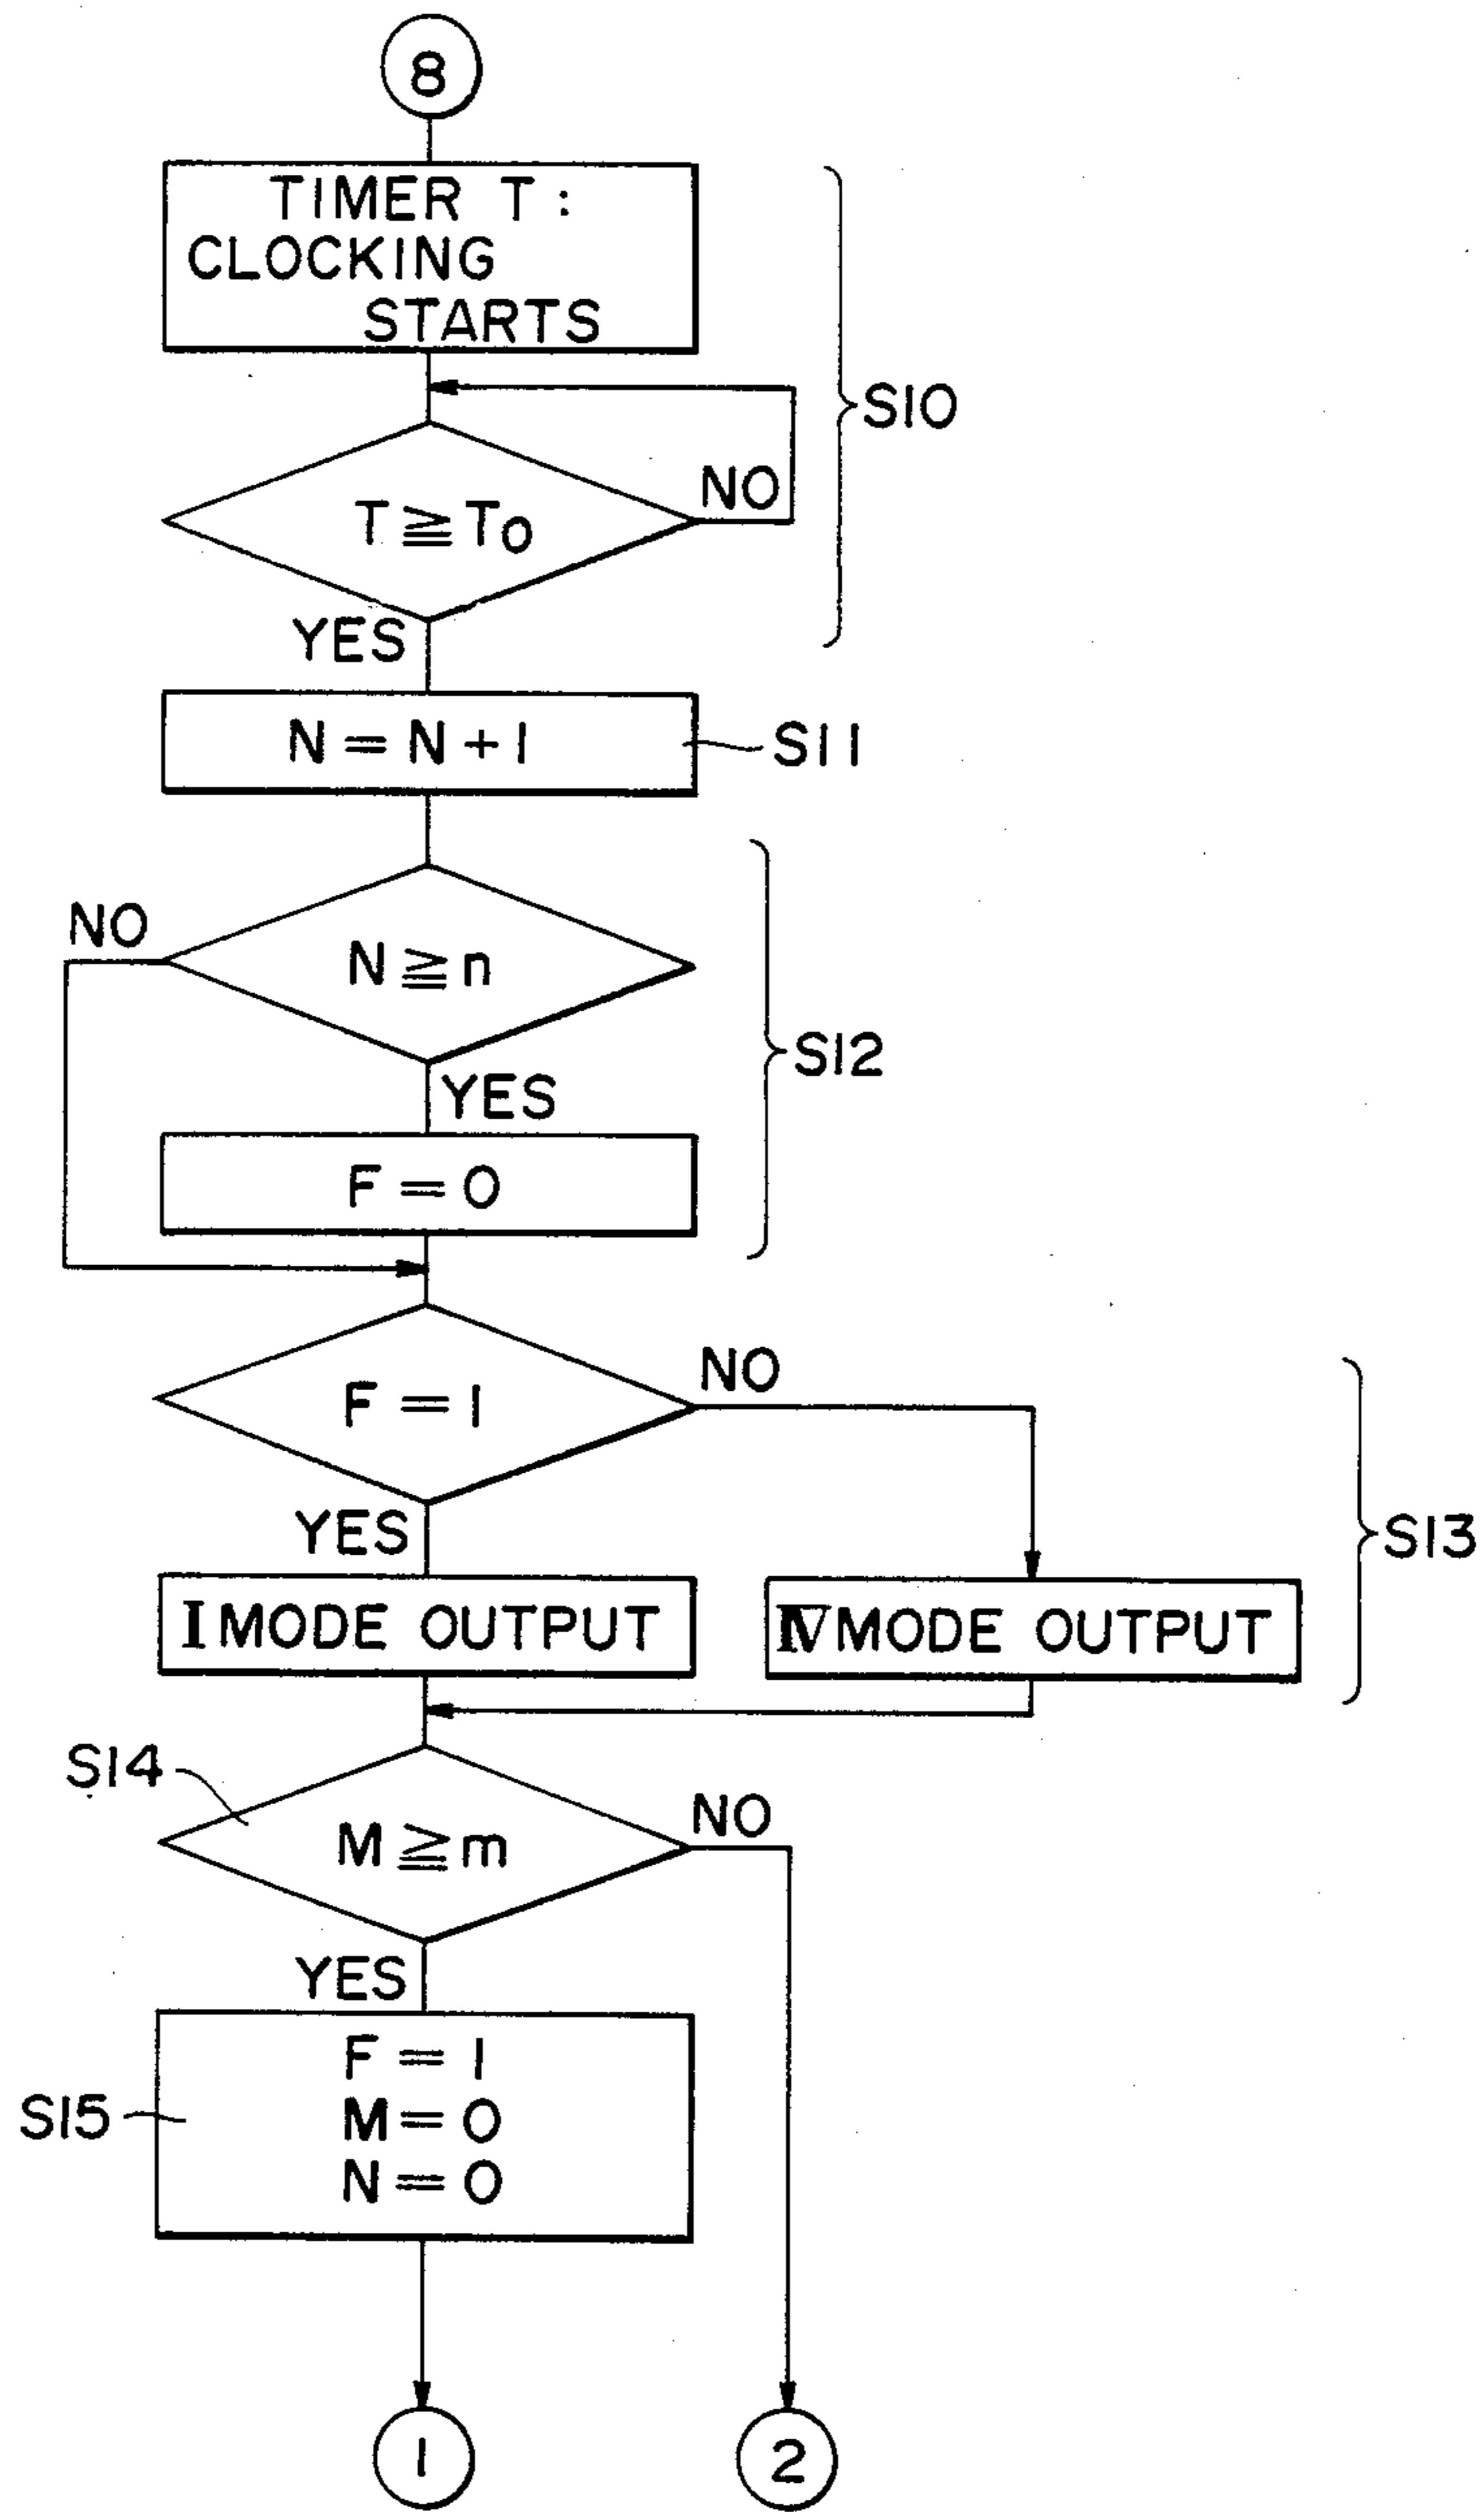 8
TIMER T:
CLOCKING
STARTS
S10
NO
T≧T0
YES
N=N+1
S11
NO
N≧n
S12
YES
F=0
NO
F=1
S13
YES
I MODE OUTPUT
IV MODE OUTPUT
S14
NO
M≧m
YES
F=1
M=0
S15
N=0
1
2